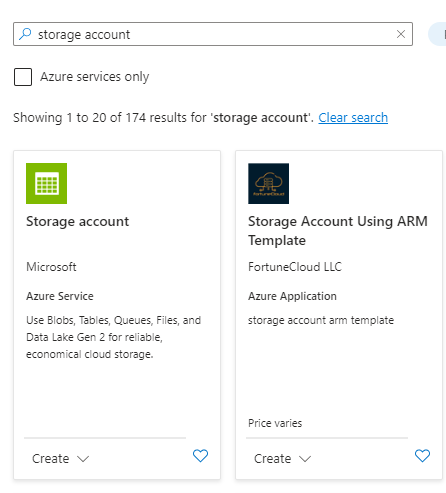 storage account
Azure services only
Showing 1 to 20 of 174 results for 'storage account'. Clear search
Storage account
Microsoft
Azure Service
Use Blobs, Tables, Queues, Files, and
Data Lake Gen 2 for reliable,
economical cloud storage.
Create
FortuneCloud
Storage Account Using ARM
Template
FortuneCloud LLC
Azure Application
storage account arm template
Price varies
Create